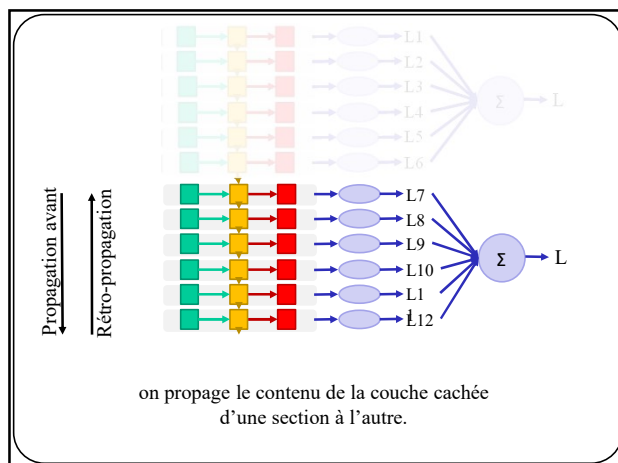 L1
L2
L3
L4
L5
L6
Σ
L
Propagation avant
Rétro-propagation
L7
L8
L9
L10
L1
1
L12
Σ
L
on propage le contenu de la couche cachée
d’une section à l’autre.